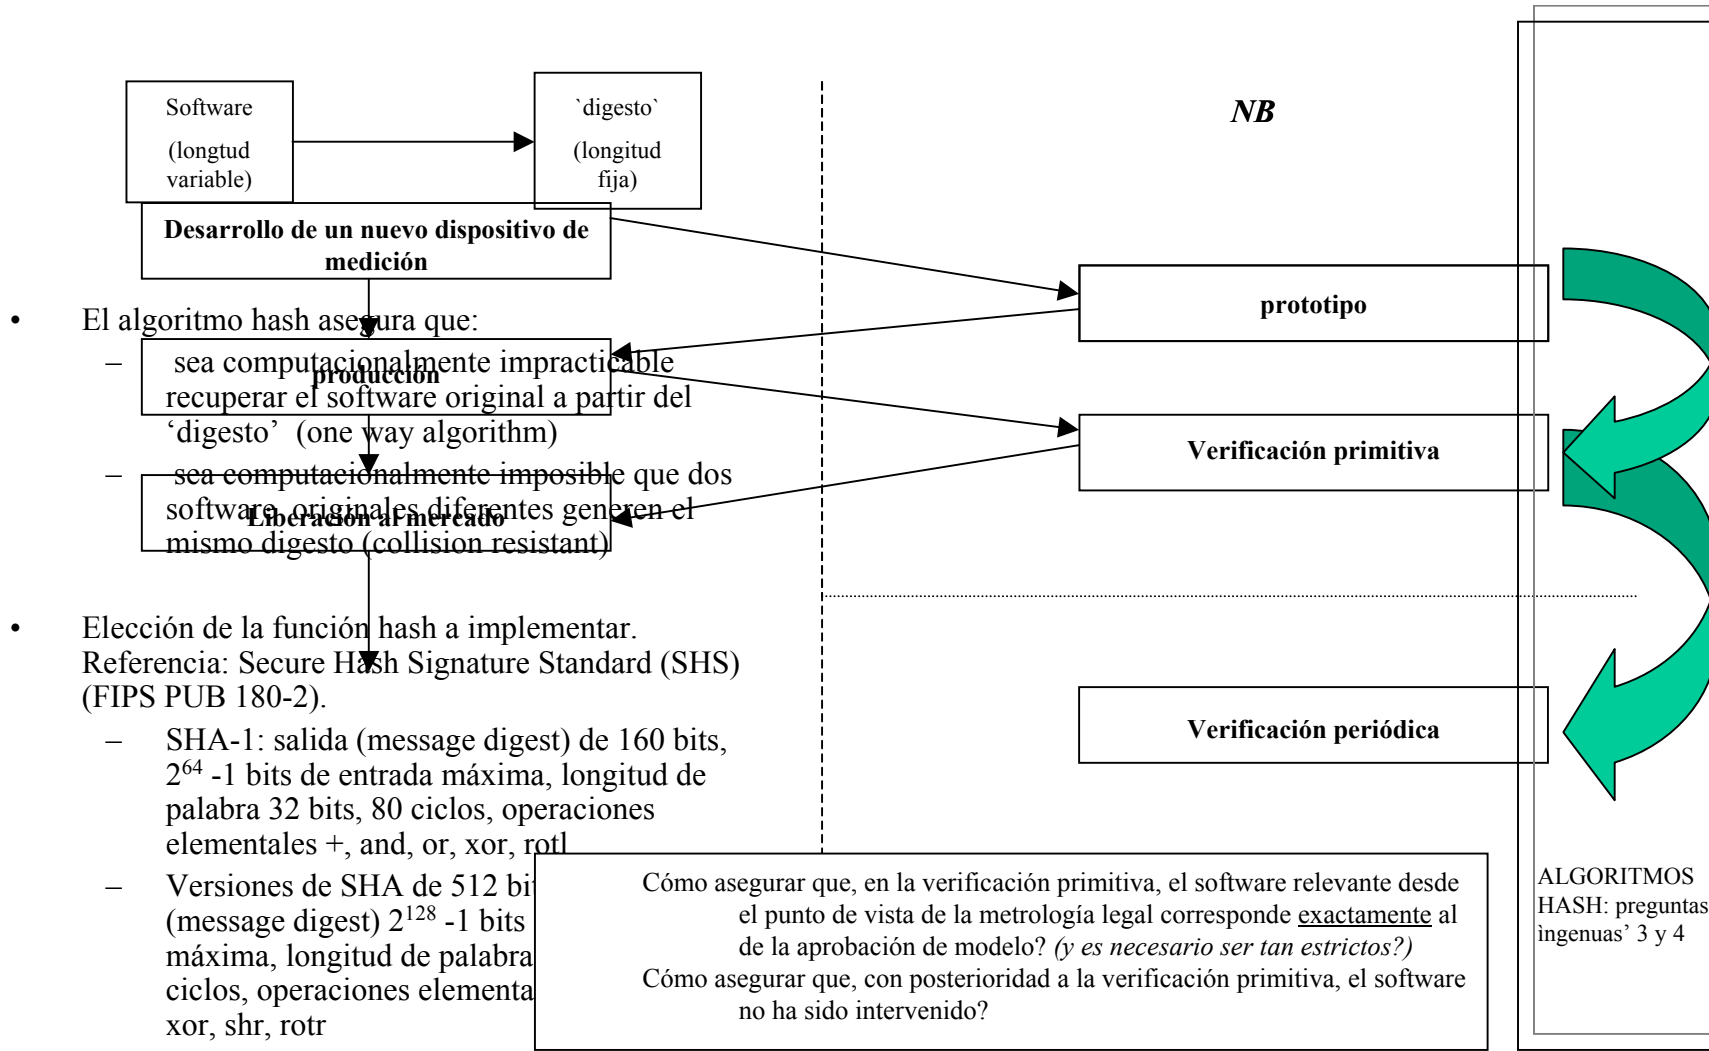 Software
(longtud
variable)
`digesto`
(longitud
fija)
NB
Desarrollo de un nuevo dispositivo de
medición
prototipo
• El algoritmo hash asegura que:
– sea computacionalmente impracticable
recuperar el software original a partir del
‘digesto’ (one way algorithm)
– sea computacionalmente imposible que dos
software originales diferentes generen el
mismo digesto (collision resistant)
producción
Liberación al mercado
Verificación primitiva
Verificación periódica
• Elección de la función hash a implementar.
Referencia: Secure Hash Signature Standard (SHS)
(FIPS PUB 180-2).
– SHA-1: salida (message digest) de 160 bits,
2^64 -1 bits de entrada máxima, longitud de
palabra 32 bits, 80 ciclos, operaciones
elementales +, and, or, xor, rotl
– Versiones de SHA de 512
(message digest) 2^128 -1 bits
máxima, longitud de palabra
ciclos, operaciones
xor, shr, rotr
Cómo asegurar que, en la verificación primitiva, el software relevante desde
el punto de vista de la metrología legal corresponde exactamente al
de la aprobación de modelo? (y es necesario ser tan estrictos?)
Cómo asegurar que, con posterioridad a la verificación primitiva, el software
no ha sido intervenido?
ALGORITMOS
HASH: preguntas
ìngenuas’ 3 y 4